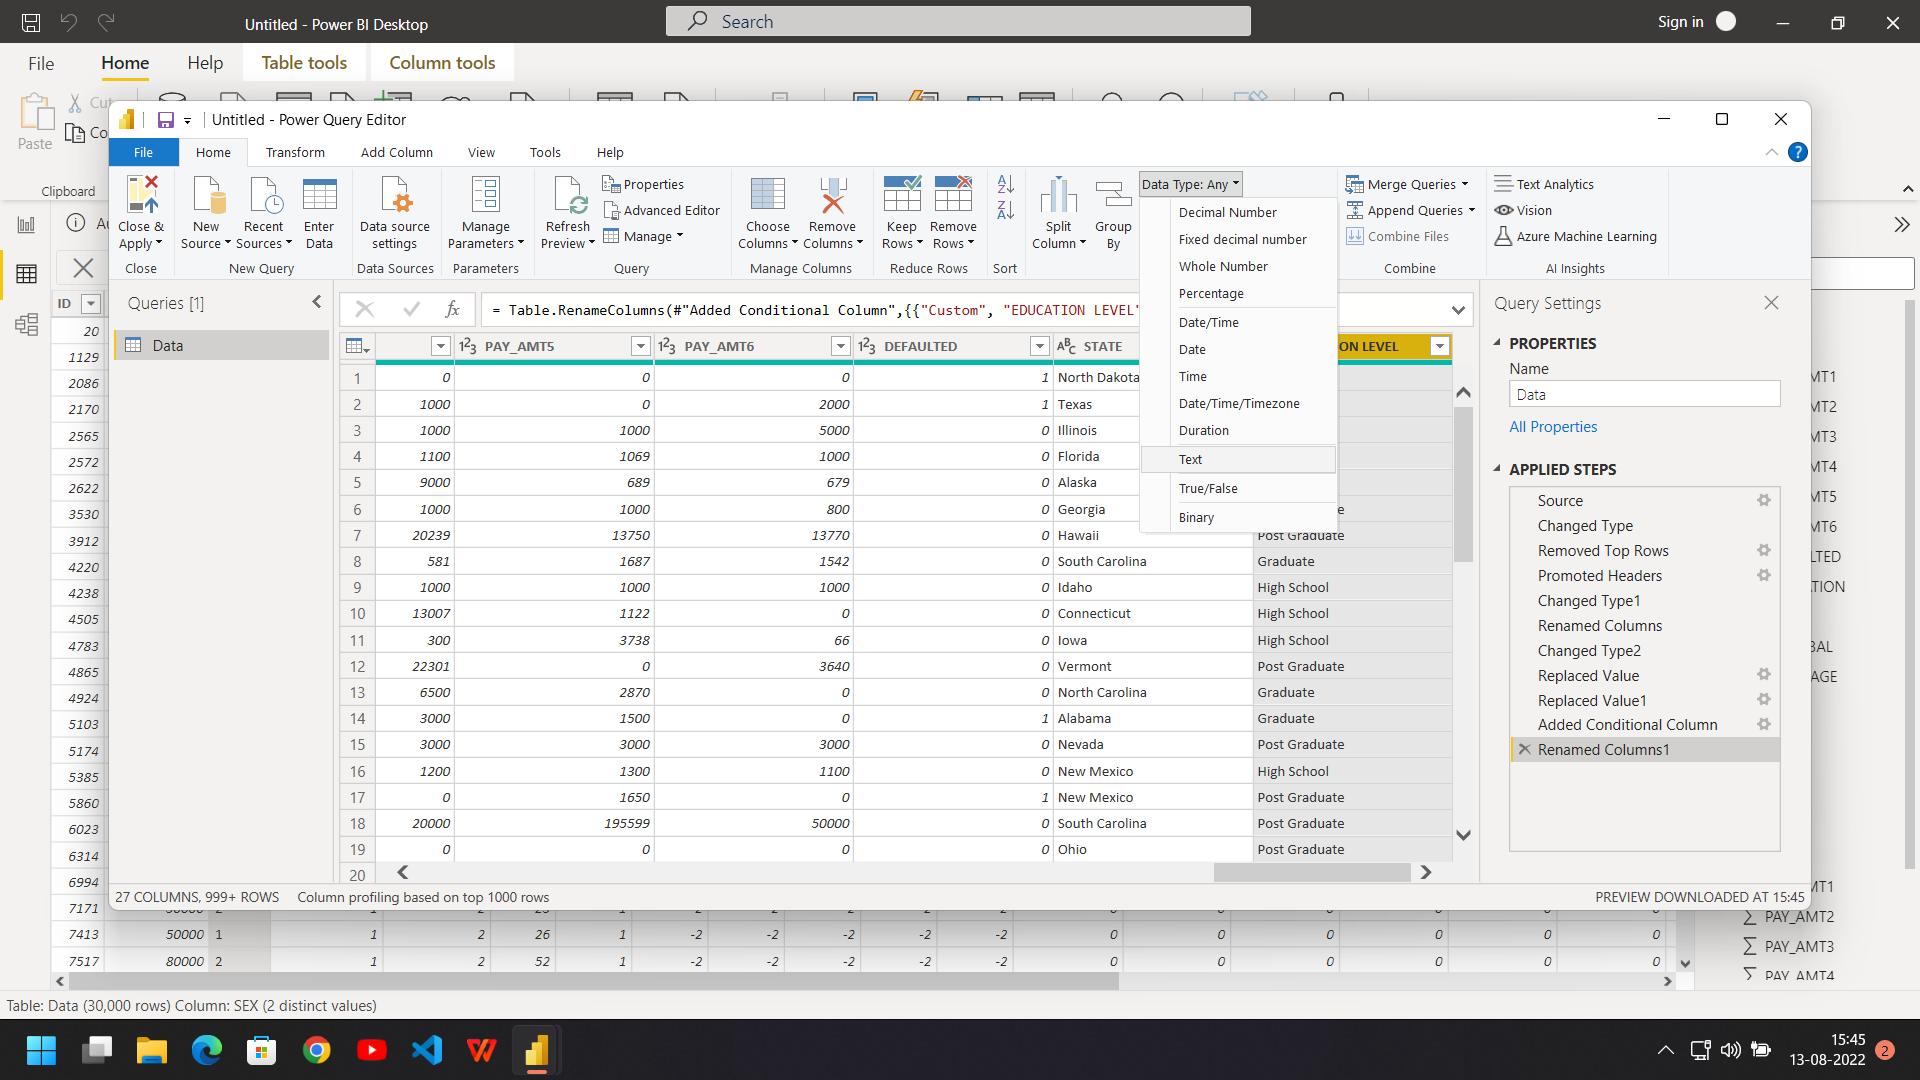 Untitled - Power BI Desktop
Search
Sign in
File
Home
Help
Table tools
Column tools
Paste
Cut
Co
Clipboard
Untitled - Power Query Editor
File
Home
Transform
Add Column
View
Tools
Help
Close & Apply
New Source
Recent Sources
Enter Data
Data source settings
Manage Parameters
Refresh Preview
Properties
Advanced Editor
Manage
Choose Columns
Remove Columns
Keep Rows
Remove Rows
Split Column
Group By
Data Type: Any
Merge Queries
Append Queries
Combine Files
Text Analytics
Vision
Azure Machine Learning
Close
New Query
Data Sources
Parameters
Query
Manage Columns
Reduce Rows
Sort
Combine
AI Insights
Decimal Number
Fixed decimal number
Whole Number
Percentage
Date/Time
Date
Time
Date/Time/Timezone
Duration
Text
True/False
Binary
Queries [1]
Data
= Table.RenameColumns(#"Added Conditional Column",{{"Custom", "EDUCATION LEVEL"
PAY_AMT5 PAY_AMT6 DEFAULTED STATE ON LEVEL
1 0 0 0 1 North Dakota
2 1000 0 2000 1 Texas
3 1000 1000 5000 0 Illinois
4 1100 1069 1000 0 Florida
5 9000 689 679 0 Alaska
6 1000 1000 800 0 Georgia e
7 20239 13750 13770 0 Hawaii Post Graduate
8 581 1687 1542 0 South Carolina Graduate
9 1000 1000 1000 0 Idaho High School
10 13007 1122 0 0 Connecticut High School
11 300 3738 66 0 Iowa High School
12 22301 0 3640 0 Vermont Post Graduate
13 6500 2870 0 0 North Carolina Graduate
14 3000 1500 0 1 Alabama Graduate
15 3000 3000 3000 0 Nevada Post Graduate
16 1200 1300 1100 0 New Mexico High School
17 0 1650 0 1 New Mexico Post Graduate
18 20000 195599 50000 0 South Carolina Post Graduate
19 0 0 0 0 Ohio Post Graduate
20
27 COLUMNS, 999+ ROWS
Column profiling based on top 1000 rows
PREVIEW DOWNLOADED AT 15:45
Query Settings
PROPERTIES
Name
Data
All Properties
APPLIED STEPS
Source
Changed Type
Removed Top Rows
Promoted Headers
Changed Type1
Renamed Columns
Changed Type2
Replaced Value
Replaced Value1
Added Conditional Column
Renamed Columns1
ID
20
1129
2086
2170
2565
2572
2622
3530
3912
4220
4238
4505
4783
4865
4924
5103
5174
5385
5860
6023
6314
6994
7171
7413 50000 1 1 2 26 1 -2 -2 -2 -2 -2 0 0 0 0 0 0
7517 80000 2 1 2 52 1 -2 -2 -2 -2 -2 0 0 0 0 0 0
MT1
MT2
MT3
MT4
MT5
MT6
LTED
TION
BAL
AGE
MT1
PAY_AMT2
PAY_AMT3
PAY_AMT4
Table: Data (30,000 rows) Column: SEX (2 distinct values)
15:45
13-08-2022
2